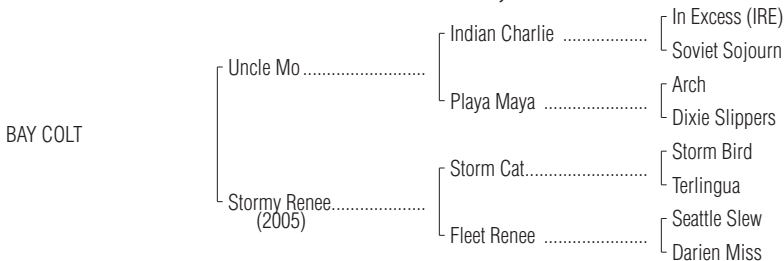 In Excess (IRE)
Indian Charlie ......................
Soviet Sojourn
Uncle Mo ..........................
Arch
Playa Maya ..........................
Dixie Slippers
BAY COLT
Storm Bird
Storm Cat...........................
Terlingua
Stormy Renee....................
(2005)
Seattle Slew
Fleet Renee ........................
Darien Miss